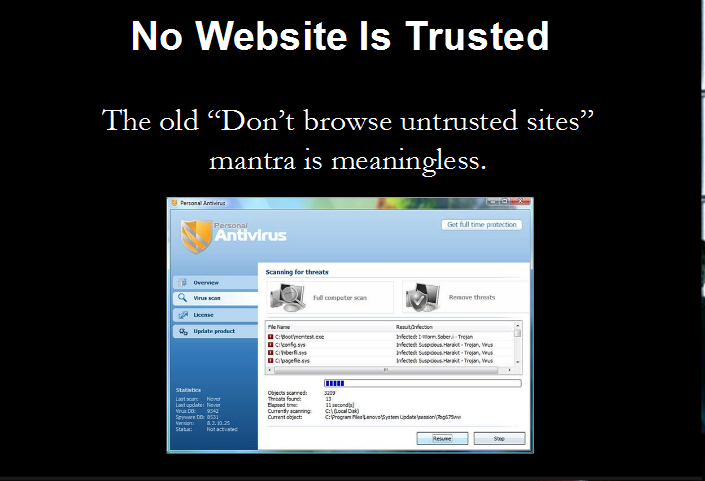 No Website Is Trusted
The old “Don’t browse untrusted sites”
mantra is meaningless.
Personal Antivirus
Personal
Antivirus
Get full time protection
Overview
Virus scan
License
Update product
Scanning for threats
Full computer scan
Remove threats
File Name Result/Infection
C:\Boot\memtest.exe Infected: I-Worm.Sober.i - Trojan
C:\config.sys Infected: Suspicious.Harakit - Trojan, Virus
C:\hiberfil.sys Infected: Suspicious.Harakit - Trojan, Virus
C:\pagefile.sys Infected: Suspicious.Harakit - Trojan, Virus
Objects scanned: 3209
Threats found: 13
Elapsed time: 11 second(s)
Currently scanning: C:\ (Local Disk)
Current object: C:\Program Files\Lenovo\System Update\session\7bg675ww
Statistics
Last scan: Never
Last update: Never
Virus DB: 9342
Spyware DB: 8531
Version: 8.2.10.25
Status: Not activated
Resume Stop